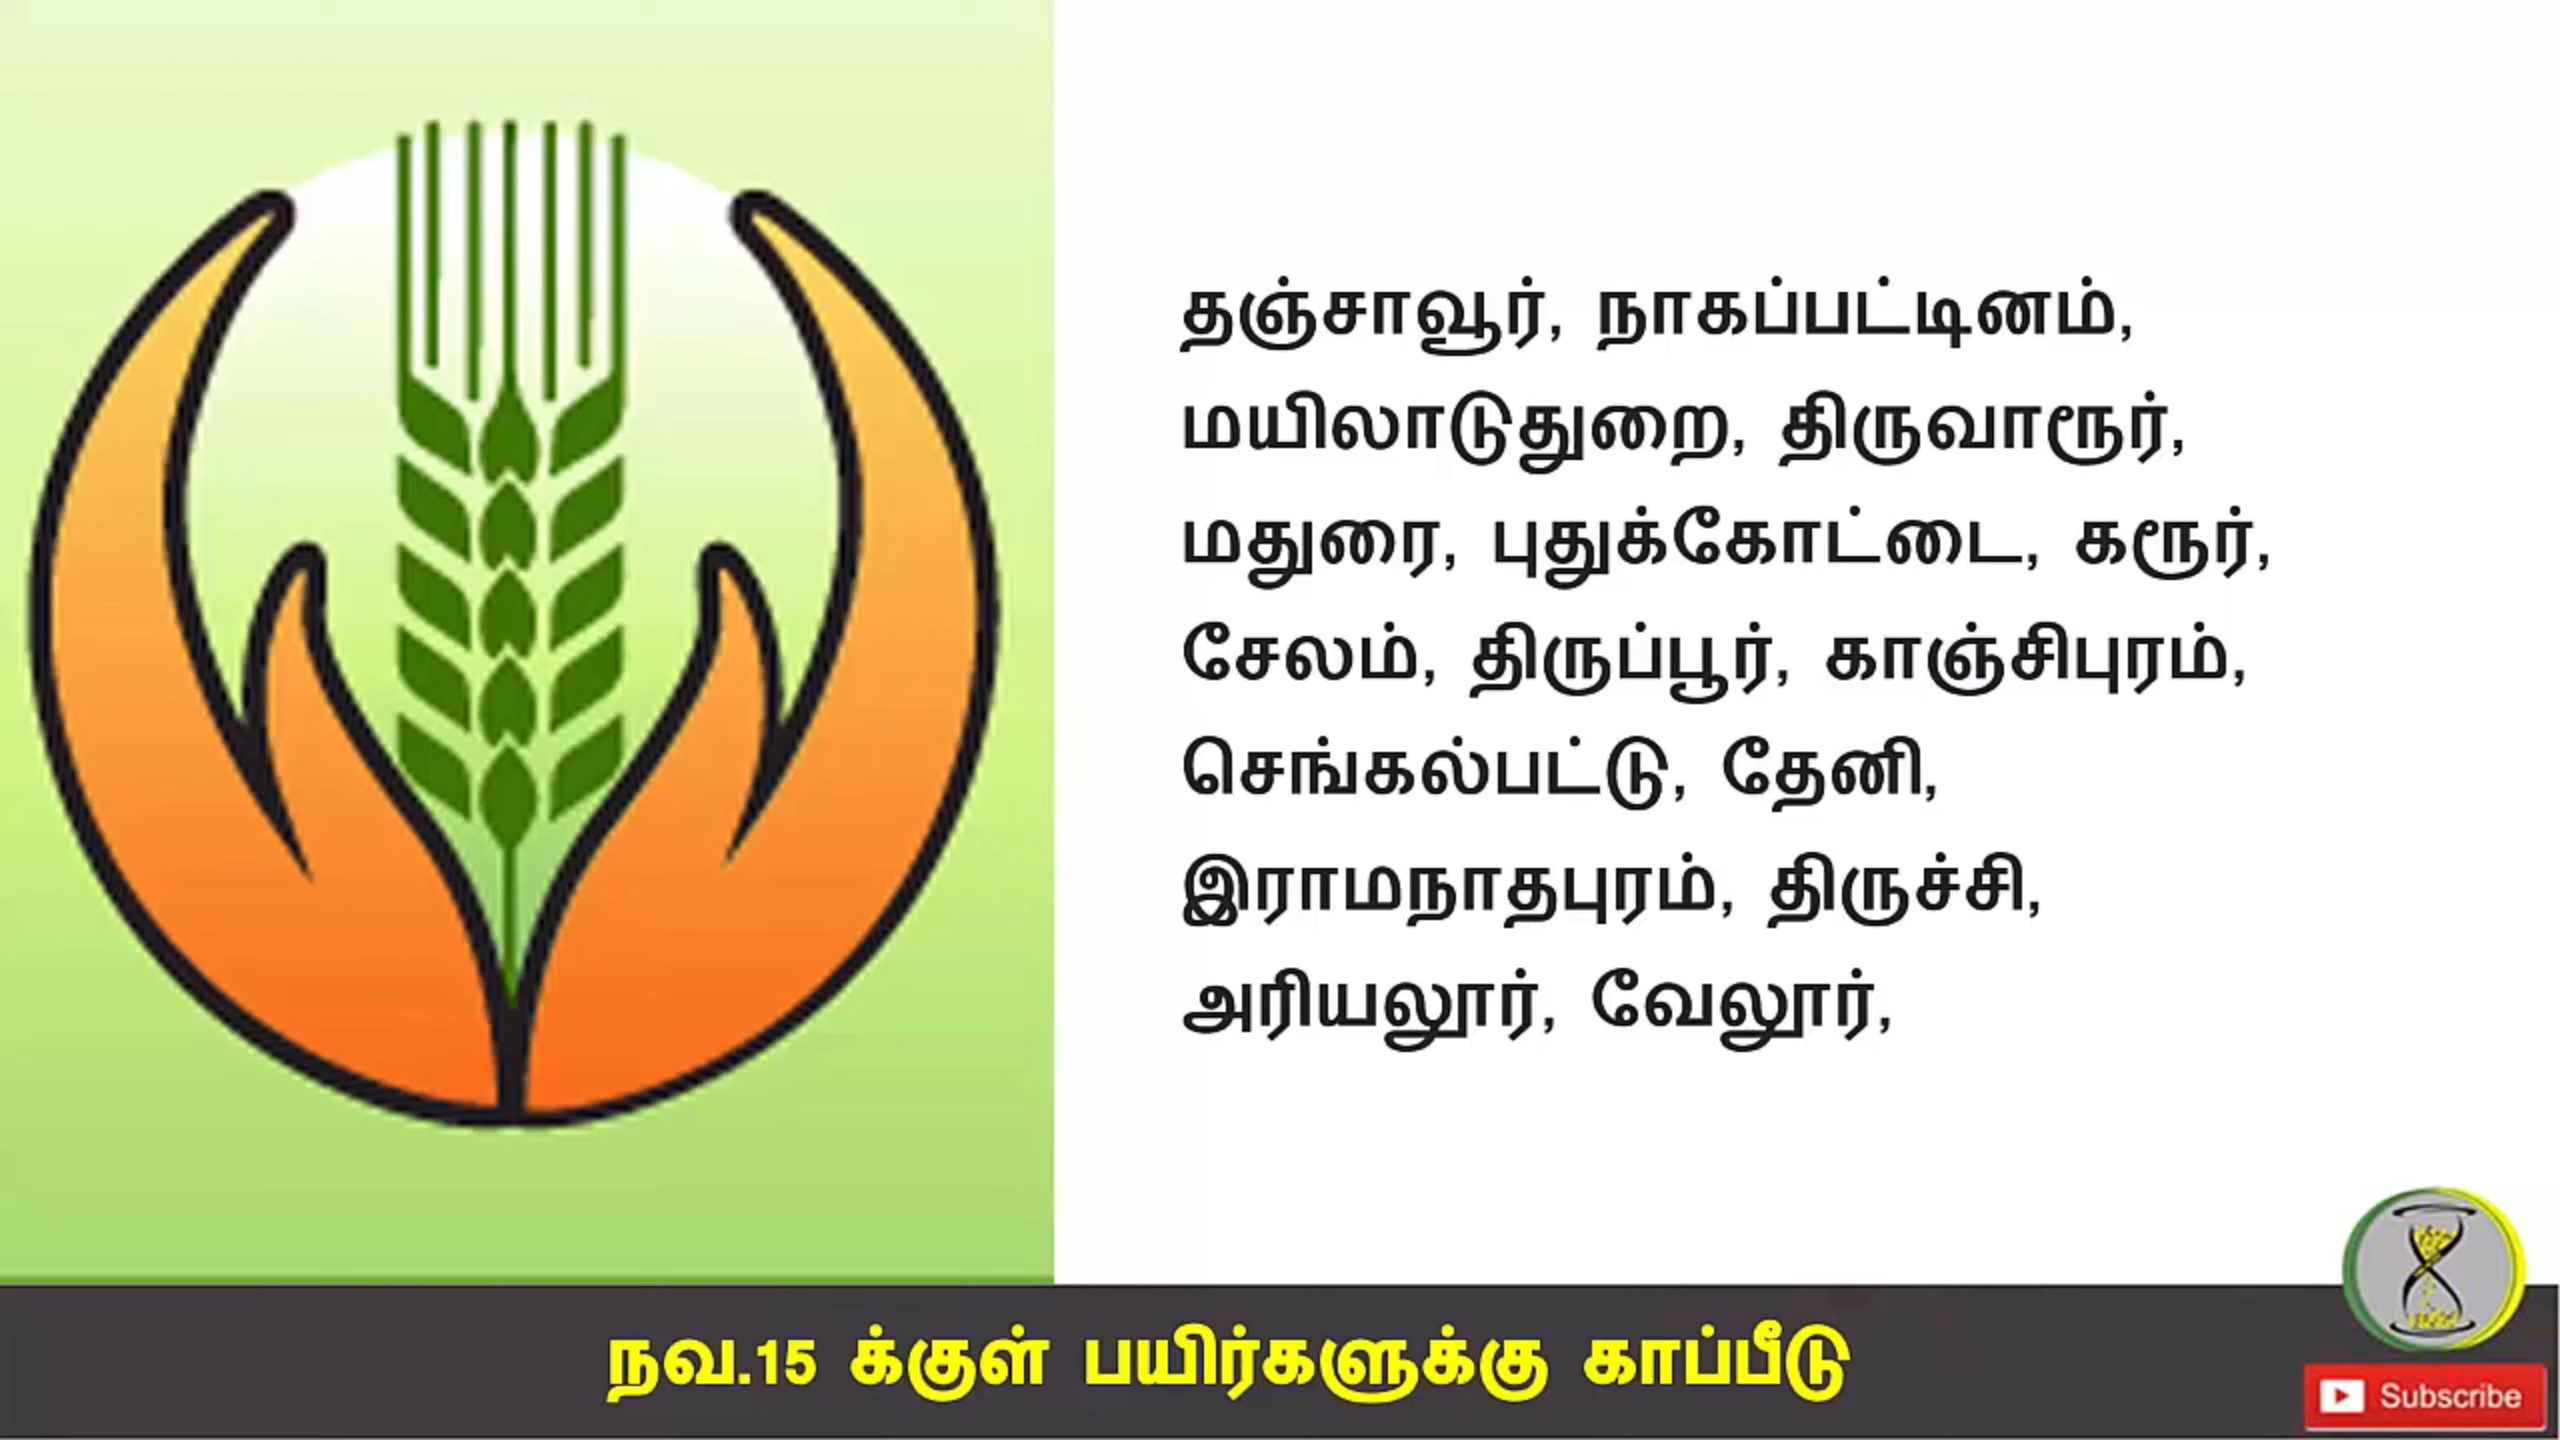 தஞ்சாவூர், நாகப்பட்டினம்,
மயிலாடுதுறை, திருவாரூர்,
மதுரை, புதுக்கோட்டை, கரூர்,
சேலம், திருப்பூர், காஞ்சிபுரம்,
செங்கல்பட்டு, தேனி,
இராமநாதபுரம், திருச்சி,
அரியலூர், வேலூர்,
நவ.15 க்குள் பயிர்களுக்கு காப்பீடு
Subscribe